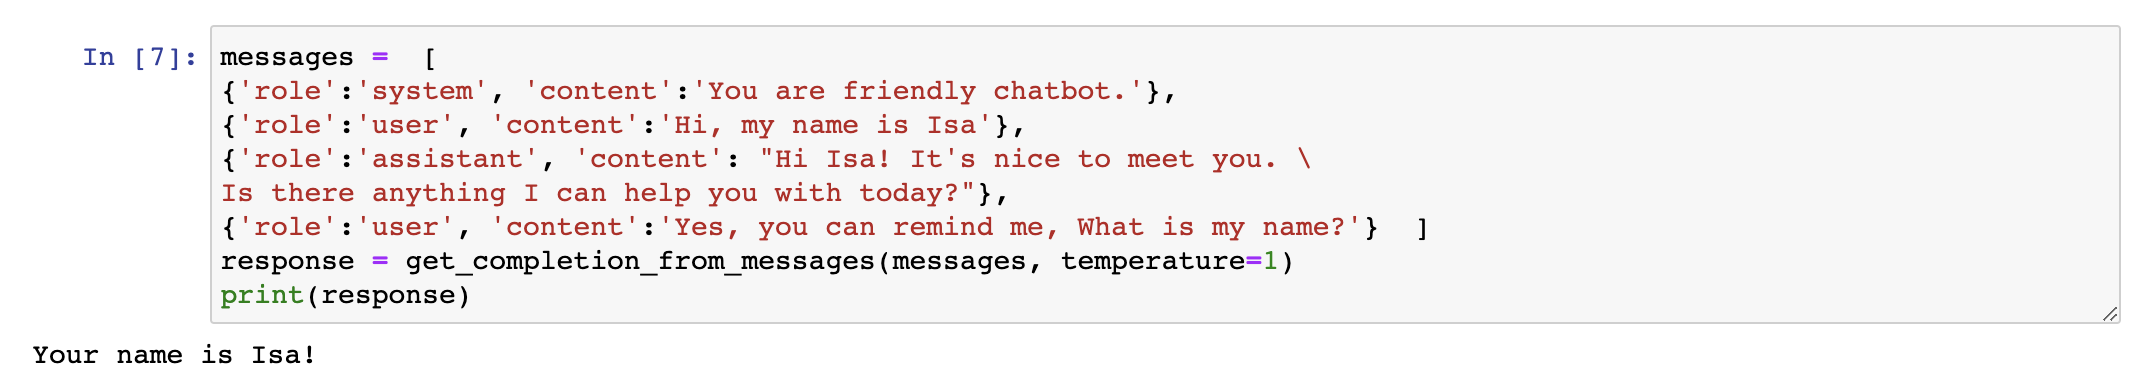 In [7]: messages =  [
{'role':'system', 'content':'You are friendly chatbot.'},
{'role':'user', 'content':'Hi, my name is Isa'},
{'role':'assistant', 'content': "Hi Isa! It's nice to meet you. \
Is there anything I can help you with today?"},
{'role':'user', 'content':'Yes, you can remind me, What is my name?'}  ]
response = get_completion_from_messages(messages, temperature=1)
print(response)
Your name is Isa!